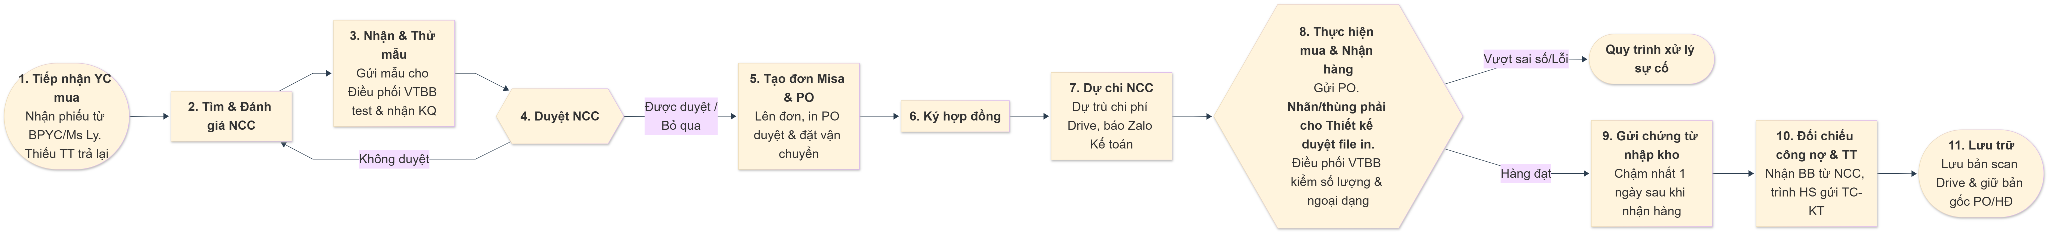 1. Tiếp nhận YC
mua
Nhận phiếu từ
BPYC/Ms Ly.
Thiếu TT trả lại
2. Tìm & Đánh
giá NCC
3. Nhận & Thử
mẫu
Gửi mẫu cho
Điều phối VTBB
test & nhận KQ
4. Duyệt NCC
Không duyệt
Được duyệt /
Bỏ qua
5. Tạo đơn Misa
& PO
Lên đơn, in PO
duyệt & đặt vận
chuyển
6. Ký hợp đồng
7. Dự chi NCC
Dự trù chi phí
Drive, báo Zalo
Kế toán
8. Thực hiện
mua & Nhận
hàng
Gửi PO.
Nhãn/thùng phải
cho Thiết kế
duyệt file in.
Điều phối VTBB
kiểm số lượng &
ngoại dạng
Vượt sai số/Lỗi
Quy trình xử lý
sự cố
Hàng đạt
9. Gửi chứng từ
nhập kho
Chậm nhất 1
ngày sau khi
nhận hàng
10. Đối chiếu
công nợ & TT
Nhận BB từ NCC,
trình HS gửi TC-
KT
11. Lưu trữ
Lưu bản scan
Drive & giữ bản
gốc PO/HĐ